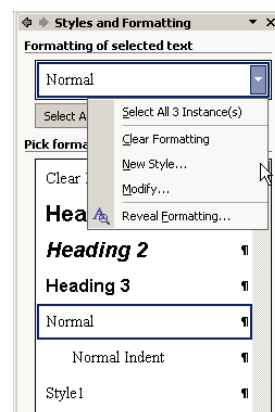 Styles and Formatting
Formatting of selected text
Normal
Select A
Select All 3 Instance(s)
Clear Formatting
New Style...
Modify...
Reveal Formatting...
Pick forma
Clear
Hea
Heading 2 ¶
Heading 3 ¶
Normal ¶
Normal Indent ¶
Style1 ¶